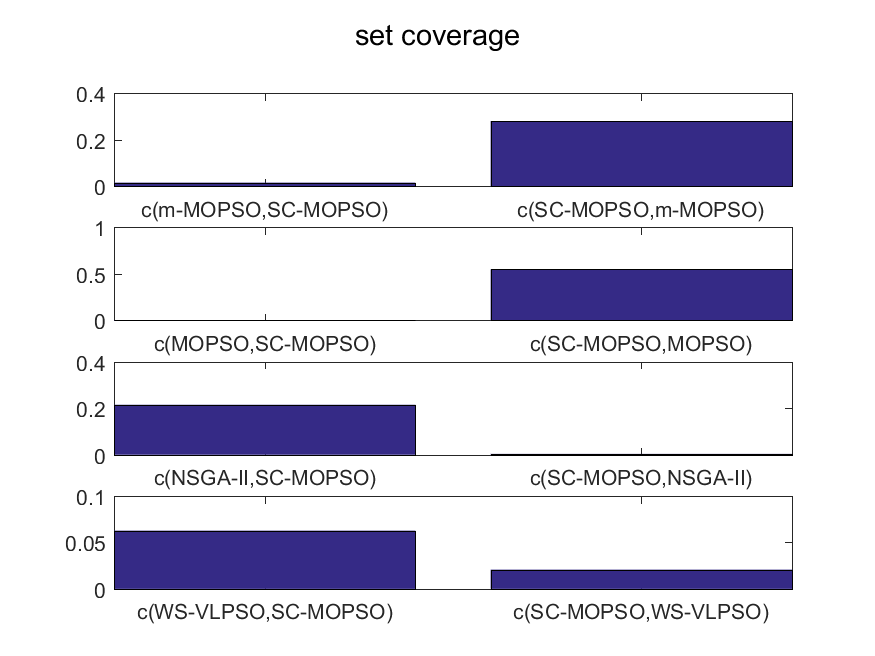 set coverage
0.4
0.2
0
c(m-MOPSO,SC-MOPSO) c(SC-MOPSO,m-MOPSO)
1
0.5
0
c(MOPSO,SC-MOPSO) c(SC-MOPSO,MOPSO)
0.4
0.2
0
c(NSGA-II,SC-MOPSO) c(SC-MOPSO,NSGA-II)
0.1
0.05
0
c(WS-VLPSO,SC-MOPSO) c(SC-MOPSO,WS-VLPSO)